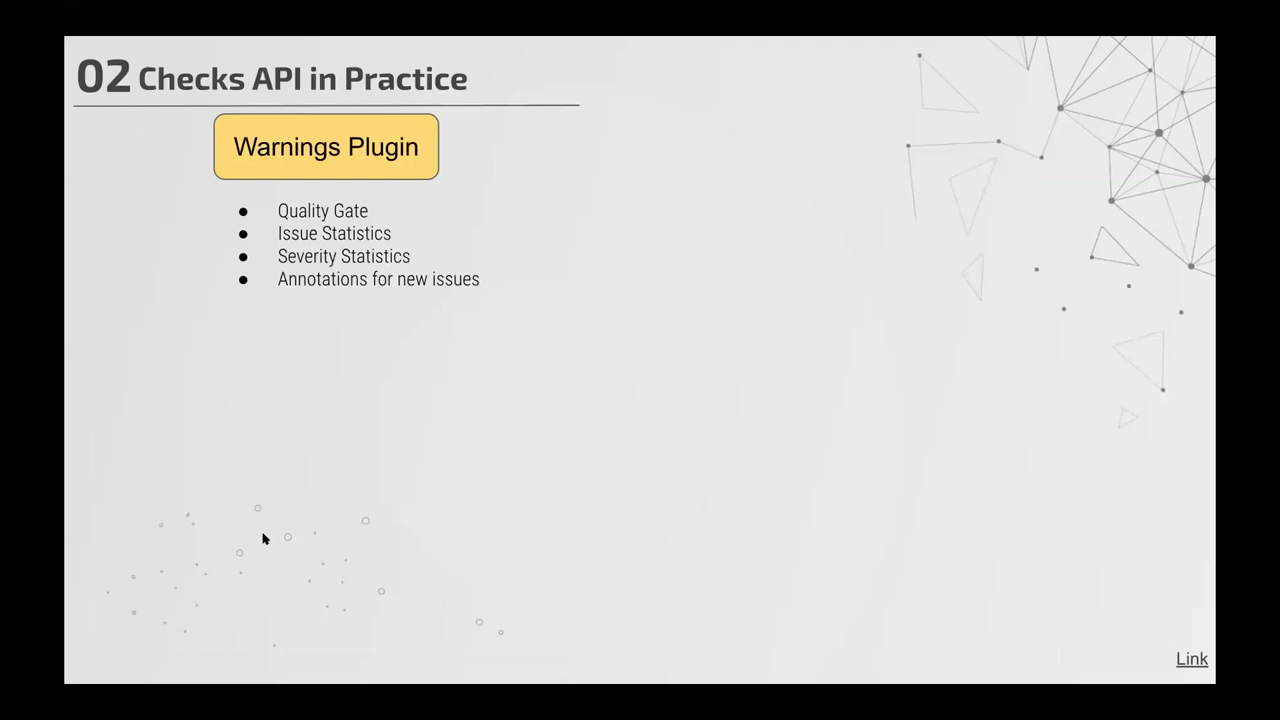 02 Checks API in Practice
Warnings Plugin
● Quality Gate
● Issue Statistics
● Severity Statistics
● Annotations for new issues
Link